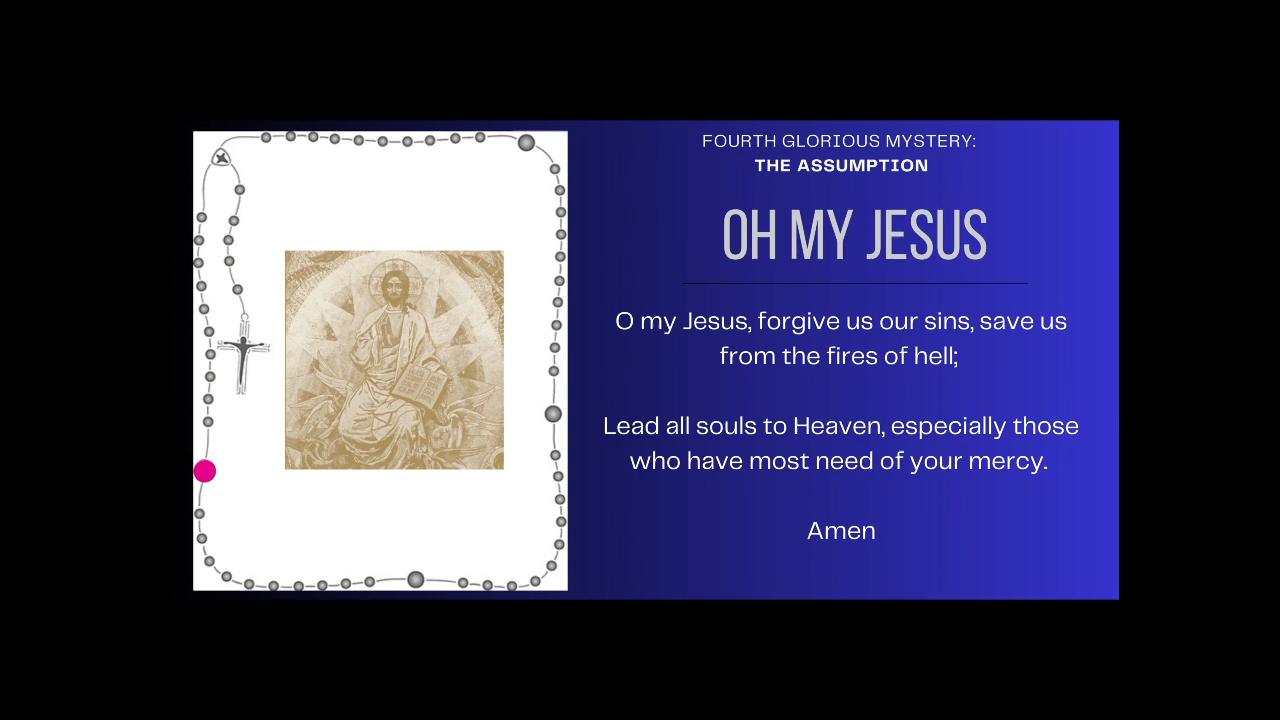 FOURTH GLORIOUS MYSTERY:
THE ASSUMPTION
OH MY JESUS
O my Jesus, forgive us our sins, save us
from the fires of hell;
Lead all souls to Heaven, especially those
who have most need of your mercy.
Amen